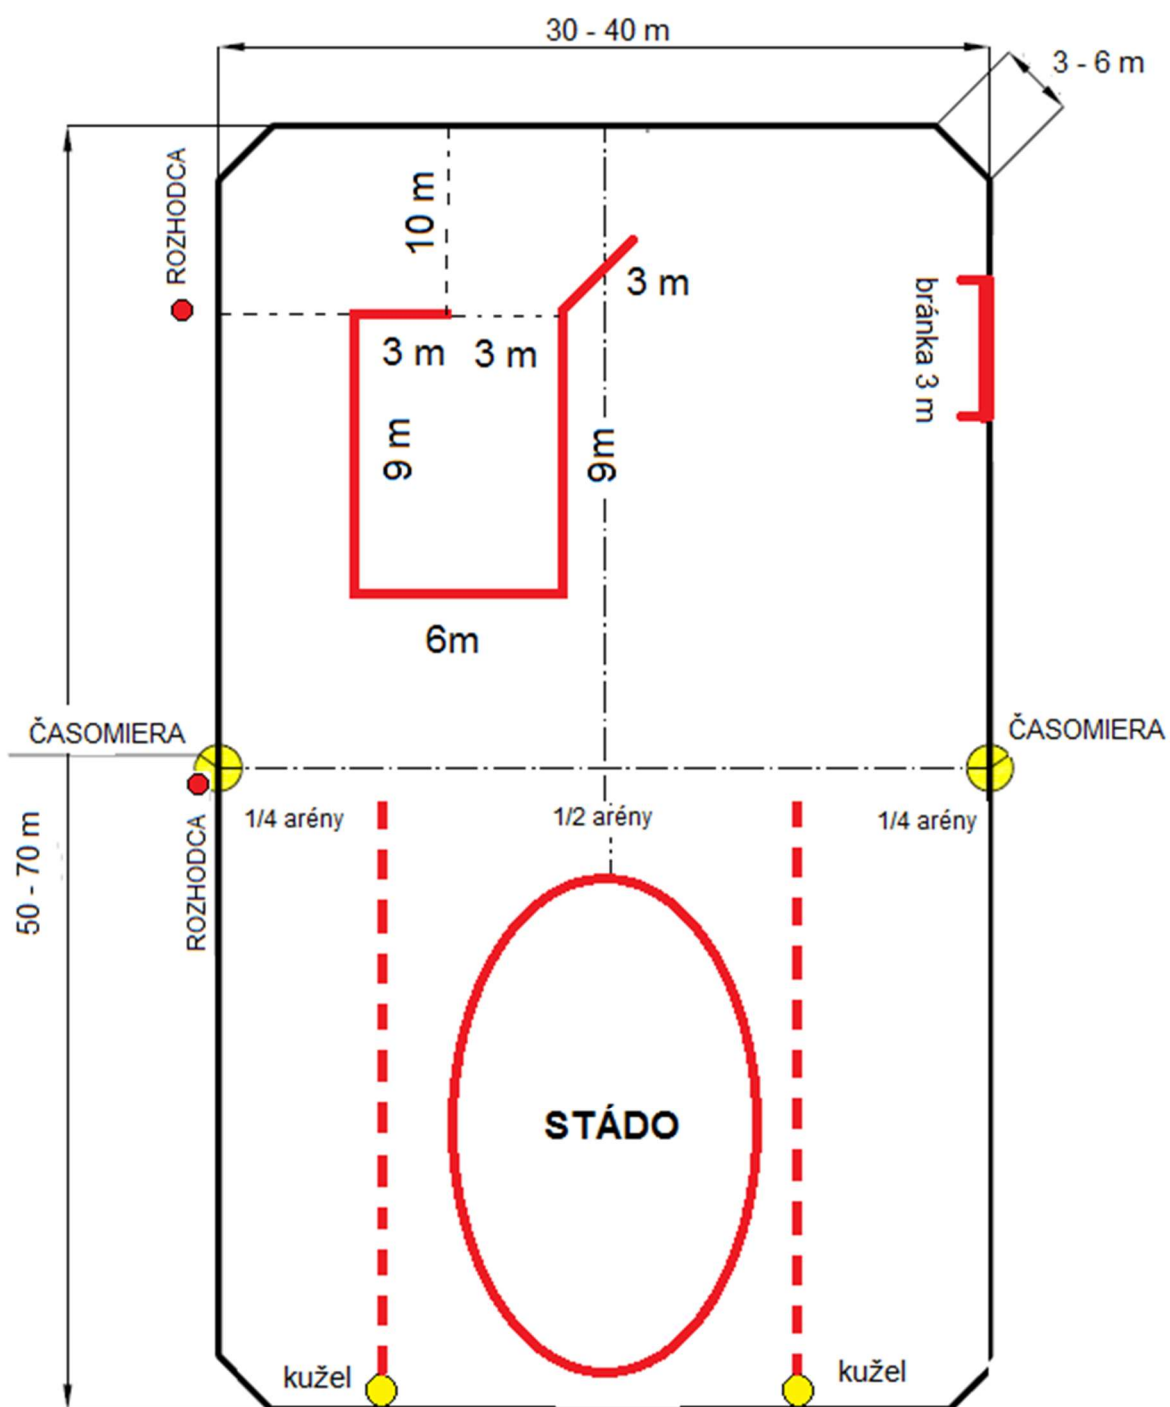 30 - 40 m
3 - 6 m
ROZHODCA
10 m
3 m
bránka 3 m
3 m
3 m
9 m
9m
6m
ČASOMIERA
ČASOMIERA
1/4 arény
1/2 arény
1/4 arény
50 - 70 m
ROZHODCA
STÁDO
kužel
kužel